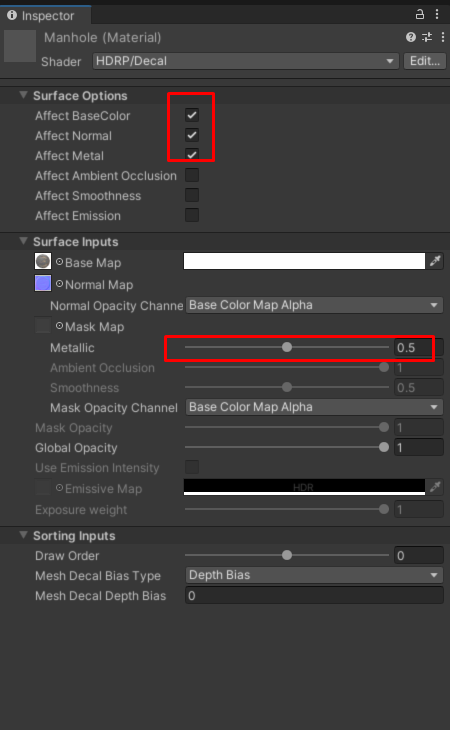 Inspector
Manhole (Material)
Shader HDRP/Decal Edit...
Surface Options
Affect BaseColor
Affect Normal
Affect Metal
Affect Ambient Occlusion
Affect Smoothness
Affect Emission
Surface Inputs
Base Map
Normal Map
Normal Opacity Channe Base Color Map Alpha
Mask Map
Metallic 0.5
Ambient Occlusion 1
Smoothness 0.5
Mask Opacity Channel Base Color Map Alpha
Mask Opacity 1
Global Opacity 1
Use Emission Intensity
Emissive Map HDR
Exposure weight 1
Sorting Inputs
Draw Order 0
Mesh Decal Bias Type Depth Bias
Mesh Decal Depth Bias 0